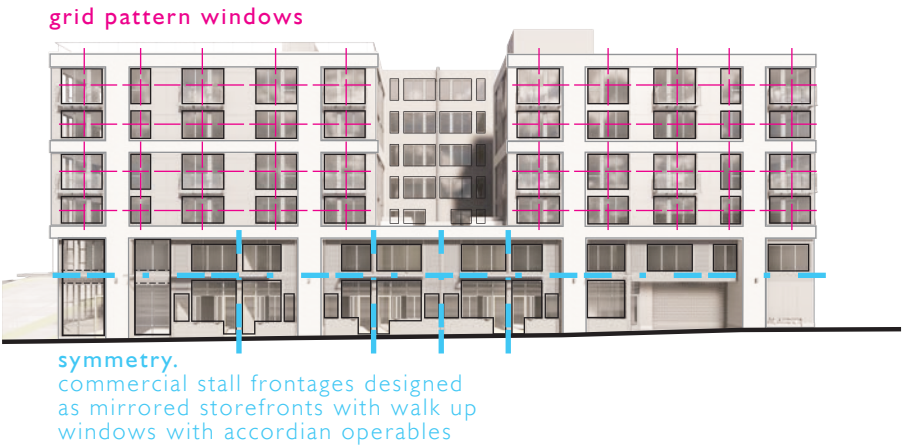 grid pattern windows
symmetry.
commercial stall frontages designed
as mirrored storefronts with walk up
windows with accordian operables